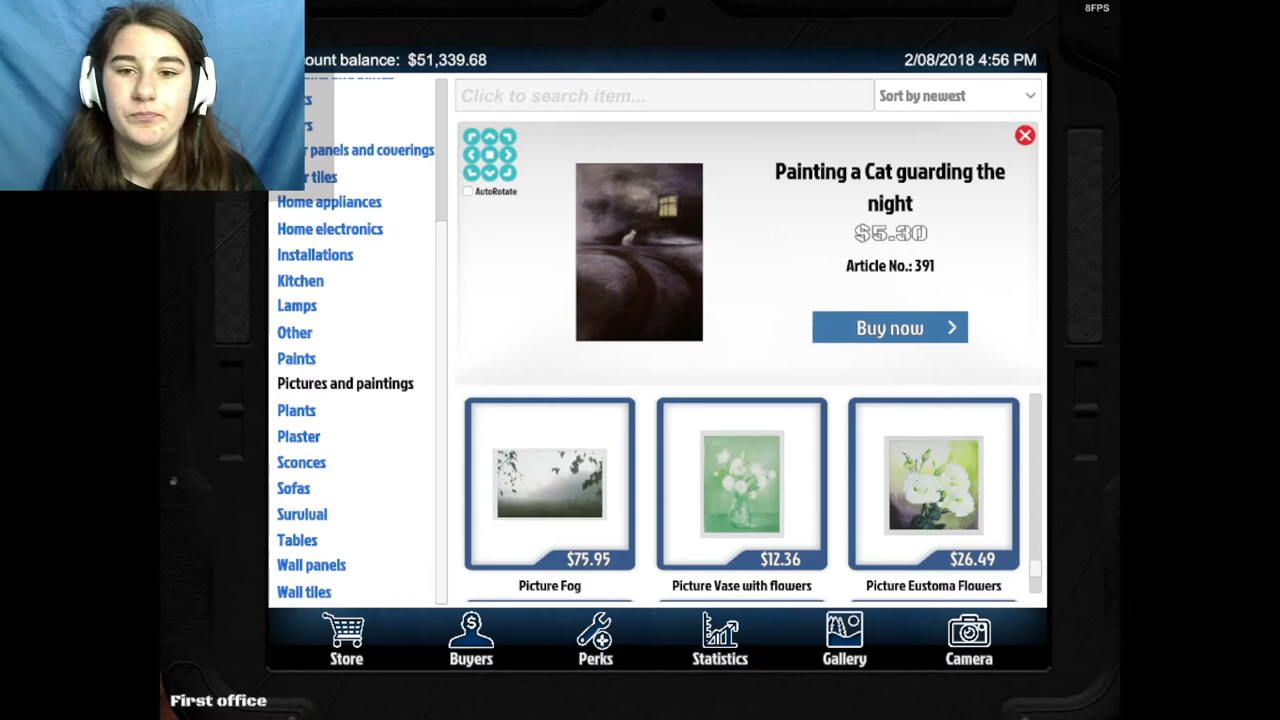 8FPS
ount balance: $51,339.68
2/08/2018 4:56 PM
Click to search item...
Sort by newest
panels and coverings
tiles
Home appliances
Home electronics
Installations
Kitchen
Lamps
Other
Paints
Pictures and paintings
Plants
Plaster
Sconces
Sofas
Survival
Tables
Wall panels
Wall tiles
AutoRotate
Painting a Cat guarding the
night
$5.30
Article No.: 391
Buy now
$75.95
$12.36
$26.49
Picture Fog
Picture Vase with flowers
Picture Eustoma Flowers
Store
Buyers
Perks
Statistics
Gallery
Camera
First office